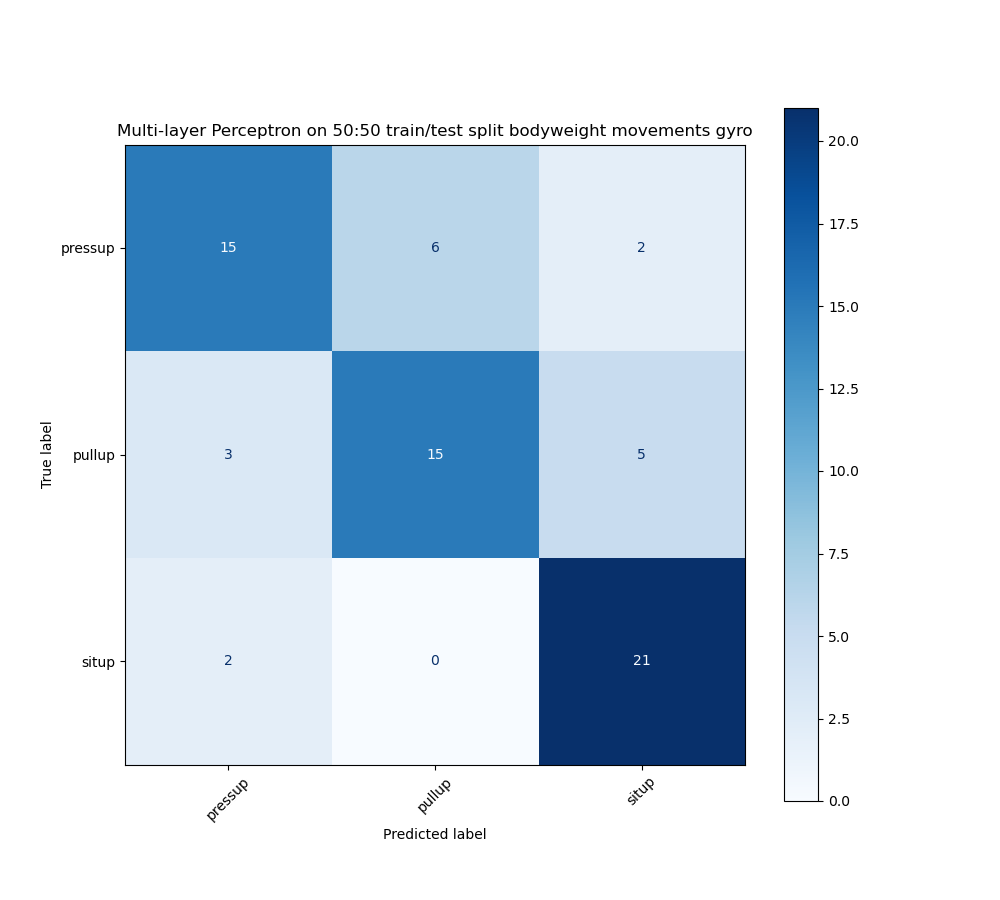 Multi-layer Perceptron on 50:50 train/test split bodyweight movements gyro
True label
pressup
15
6
2
pullup
3
15
5
situp
2
0
21
pressup
pullup
situp
Predicted label
20.0
17.5
15.0
12.5
10.0
7.5
5.0
2.5
0.0